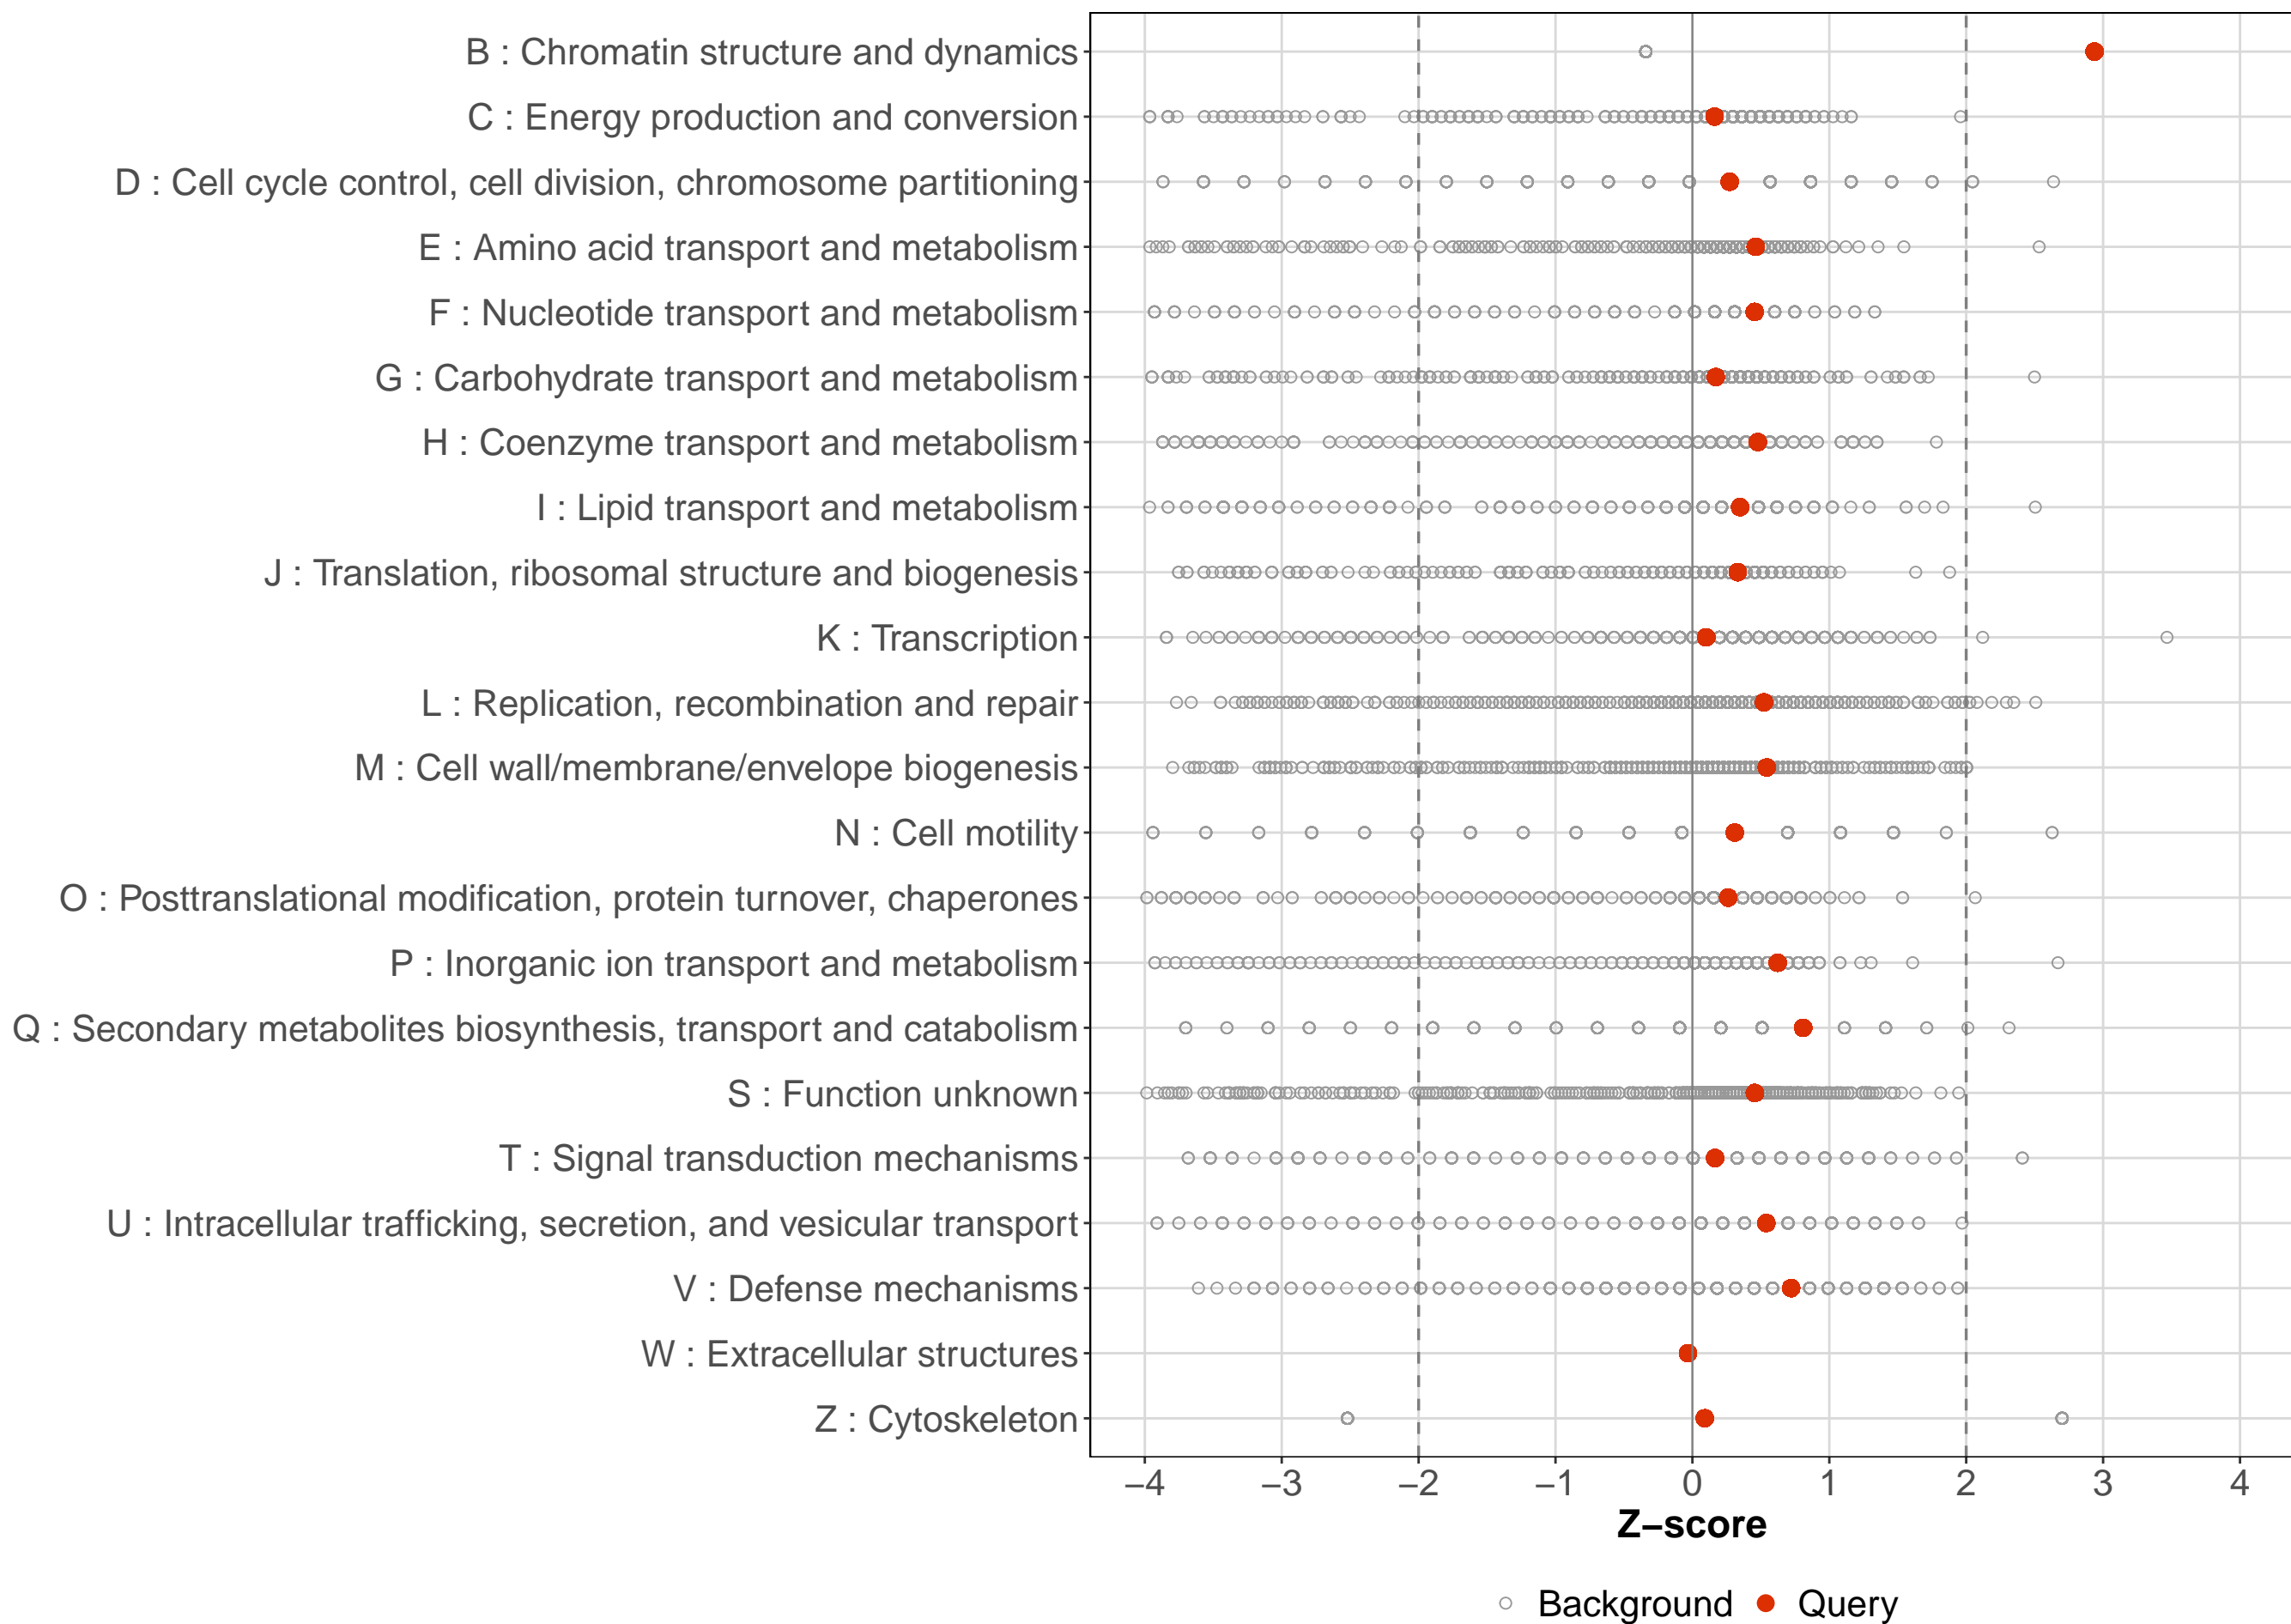 B : Chromatin structure and dynamics
C : Energy production and conversion
D : Cell cycle control, cell division, chromosome partitioning
E : Amino acid transport and metabolism
F : Nucleotide transport and metabolism
G : Carbohydrate transport and metabolism
H : Coenzyme transport and metabolism
I : Lipid transport and metabolism
J : Translation, ribosomal structure and biogenesis
K : Transcription
L : Replication, recombination and repair
M : Cell wall/membrane/envelope biogenesis
N : Cell motility
O : Posttranslational modification, protein turnover, chaperones
P : Inorganic ion transport and metabolism
Q : Secondary metabolites biosynthesis, transport and catabolism
S : Function unknown
T : Signal transduction mechanisms
U : Intracellular trafficking, secretion, and vesicular transport
V : Defense mechanisms
W : Extracellular structures
Z : Cytoskeleton
−4 −3 −2 −1 0 1 2 3 4
Z−score
Background Query